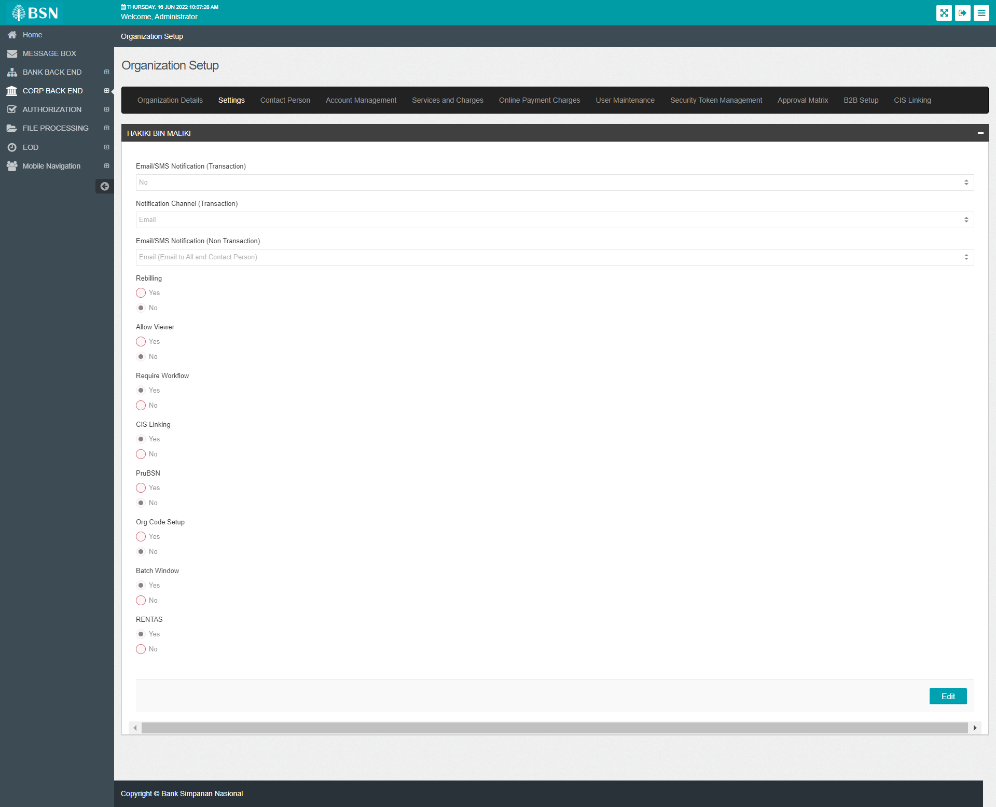 BSN
THURSDAY, 16 JUN 2022 10:07:28 AM
Welcome, Administrator
Home
MESSAGE BOX
BANK BACK END
CORP BACK END
AUTHORIZATION
FILE PROCESSING
EOD
Mobile Navigation
Organization Setup
Organization Setup
Organization Details Settings Contact Person Account Management Services and Charges Online Payment Charges User Maintenance Security Token Management Approval Matrix B2B Setup CIS Linking
HAKIKI BIN MALIKI
Email/SMS Notification (Transaction)
No
Notification Channel (Transaction)
Email
Email/SMS Notification (Non Transaction)
Email (Email to All and Contact Person)
Rebilling
Yes
No
Allow Viewer
Yes
No
Require Workflow
Yes
No
CIS Linking
Yes
No
PruBSN
Yes
No
Org Code Setup
Yes
No
Batch Window
Yes
No
RENTAS
Yes
No
Edit
Copyright © Bank Simpanan Nasional